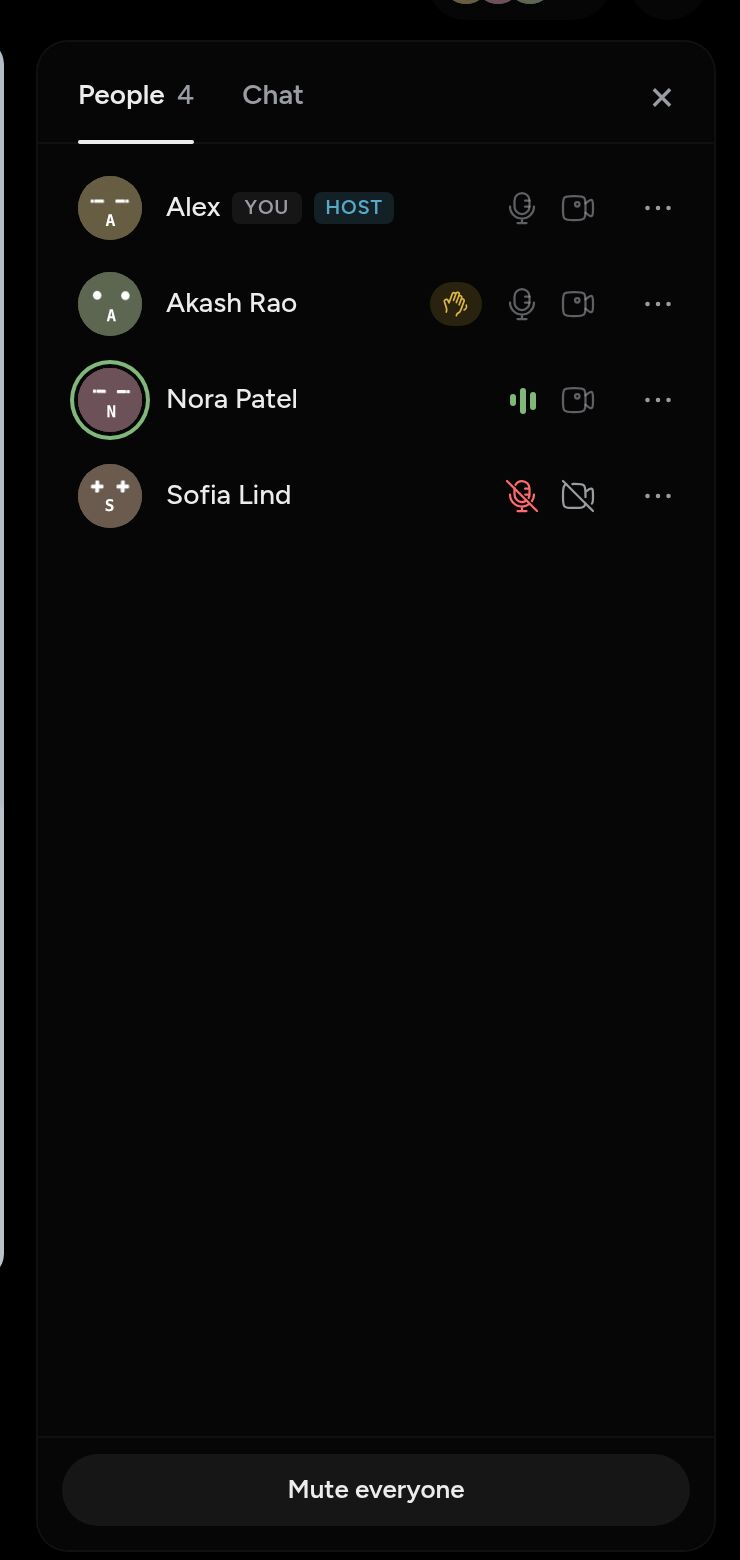 People 4 Chat
A Alex YOU HOST
A Akash Rao
N Nora Patel
S Sofia Lind
Mute everyone